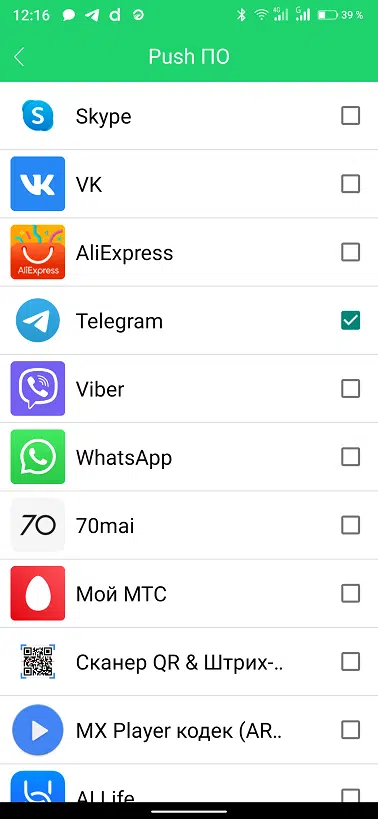 12:16
4G
G
39 %
Push ПО
S
Skype
VK
AliExpress
AliExpress
Telegram
Viber
WhatsApp
70
70mai
Мой МТС
Сканер QR & Штрих-..
MX Player кодек (AR..
AI Life